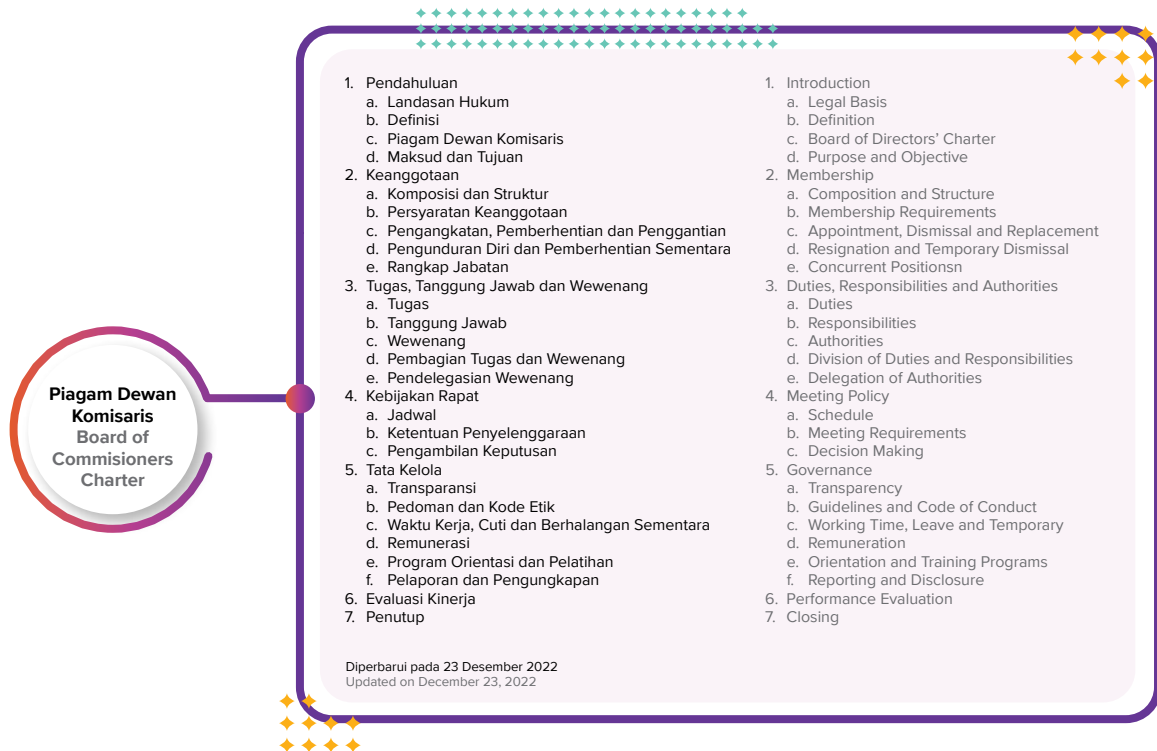 Piagam Dewan
Komisaris
Board of
Commisioners
Charter
1. Pendahuluan
a. Landasan Hukum
b. Definisi
c. Piagam Dewan Komisaris
d. Maksud dan Tujuan
2. Keanggotaan
a. Komposisi dan Struktur
b. Persyaratan Keanggotaan
c. Pengangkatan, Pemberhentian dan Penggantian
d. Pengunduran Diri dan Pemberhentian Sementara
e. Rangkap Jabatan
3. Tugas, Tanggung Jawab dan Wewenang
a. Tugas
b. Tanggung Jawab
c. Wewenang
d. Pembagian Tugas dan Wewenang
e. Pendelegasian Wewenang
4. Kebijakan Rapat
a. Jadwal
b. Ketentuan Penyelenggaraan
c. Pengambilan Keputusan
5. Tata Kelola
a. Transparansi
b. Pedoman dan Kode Etik
c. Waktu Kerja, Cuti dan Berhalangan Sementara
d. Remunerasi
e. Program Orientasi dan Pelatihan
f. Pelaporan dan Pengungkapan
6. Evaluasi Kinerja
7. Penutup
1. Introduction
a. Legal Basis
b. Definition
c. Board of Directors' Charter
d. Purpose and Objective
2. Membership
a. Composition and Structure
b. Membership Requirements
c. Appointment, Dismissal and Replacement
d. Resignation and Temporary Dismissal
e. Concurrent Positionsn
3. Duties, Responsibilities and Authorities
a. Duties
b. Responsibilities
c. Authorities
d. Division of Duties and Responsibilities
e. Delegation of Authorities
4. Meeting Policy
a. Schedule
b. Meeting Requirements
c. Decision Making
5. Governance
a. Transparency
b. Guidelines and Code of Conduct
c. Working Time, Leave and Temporary
d. Remuneration
e. Orientation and Training Programs
f. Reporting and Disclosure
6. Performance Evaluation
7. Closing
Diperbarui pada 23 Desember 2022
Updated on December 23, 2022